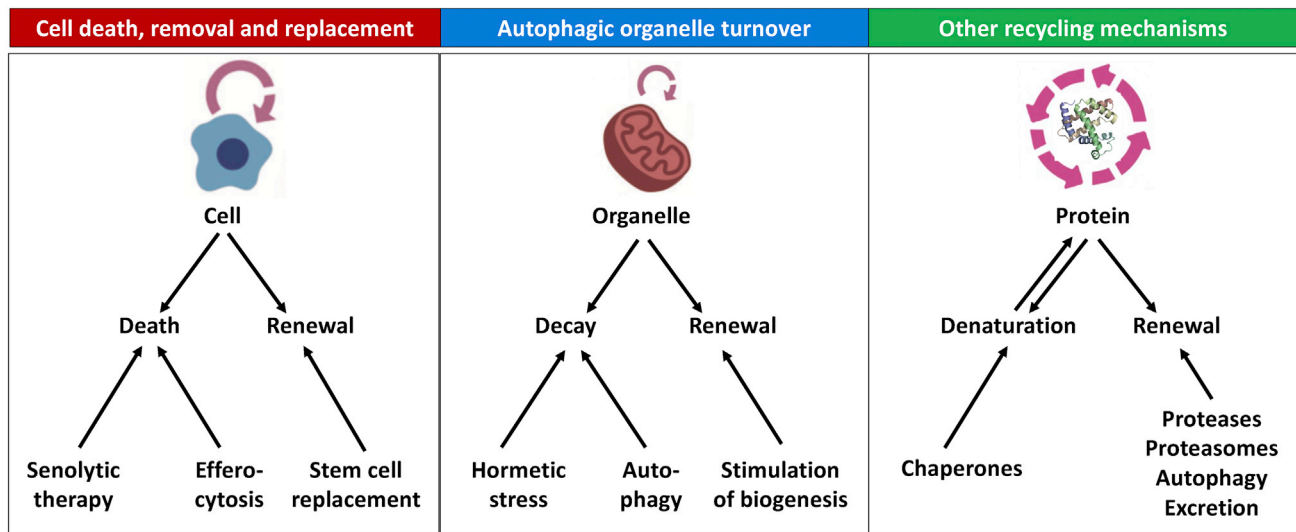 Cell death, removal and replacement
Autophagic organelle turnover
Other recycling mechanisms
Cell
Death
Renewal
Senolytic
therapy
Effero-
cytosis
Stem cell
replacement
Organelle
Decay
Renewal
Hormetic
stress
Auto-
phagy
Stimulation
of biogenesis
Protein
Denaturation
Renewal
Chaperones
Proteases
Proteasomes
Autophagy
Excretion